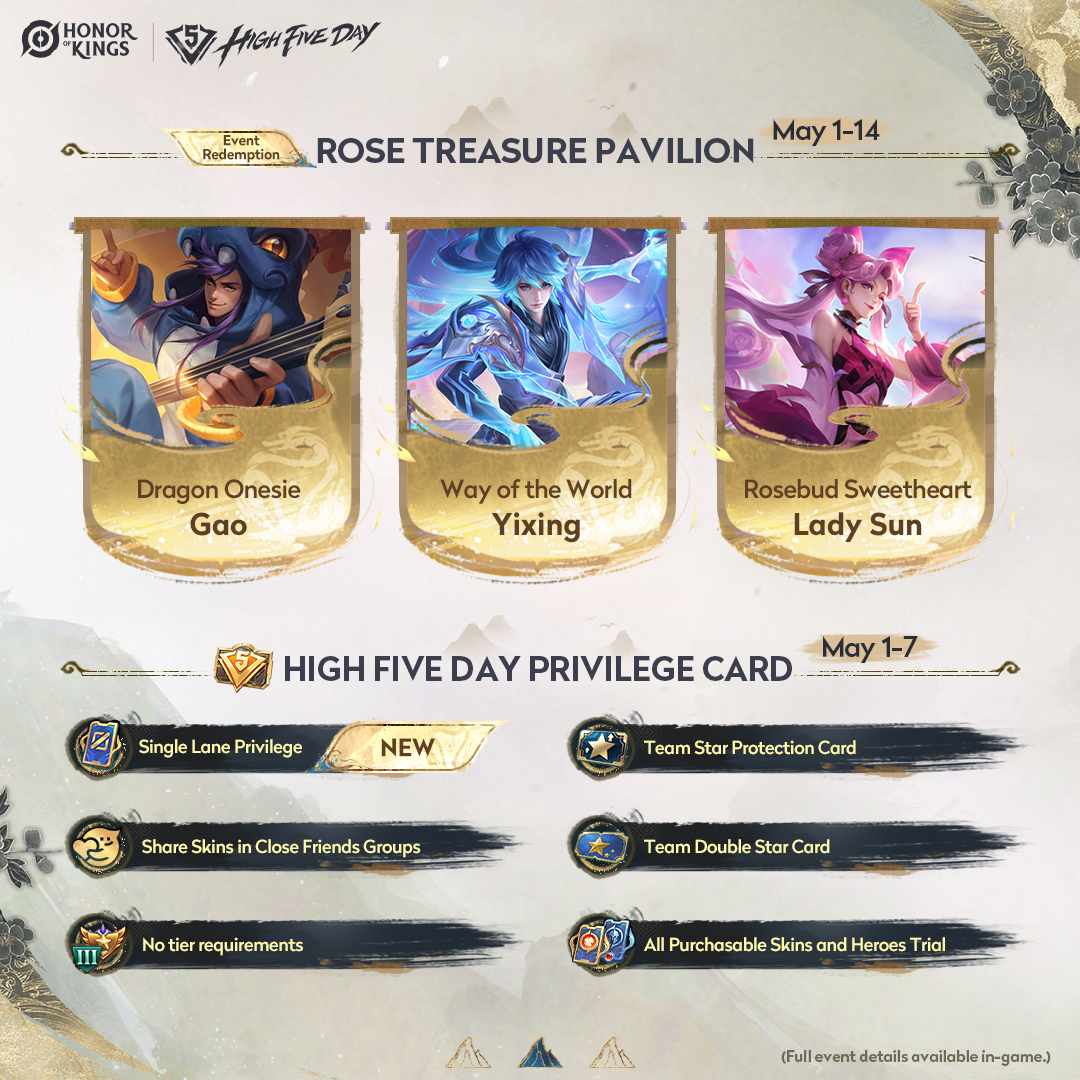 HONOR
OF
KINGS
5
HIGH FIVE DAY
Event
Redemption
ROSE TREASURE PAVILION
May 1-14
Dragon Onesie
Gao
Way of the World
Yixing
Rosebud Sweetheart
Lady Sun
5
HIGH FIVE DAY PRIVILEGE CARD
May 1-7
Single Lane Privilege
NEW
Team Star Protection Card
Share Skins in Close Friends Groups
Team Double Star Card
III
No tier requirements
All Purchasable Skins and Heroes Trial
(Full event details available in-game.)